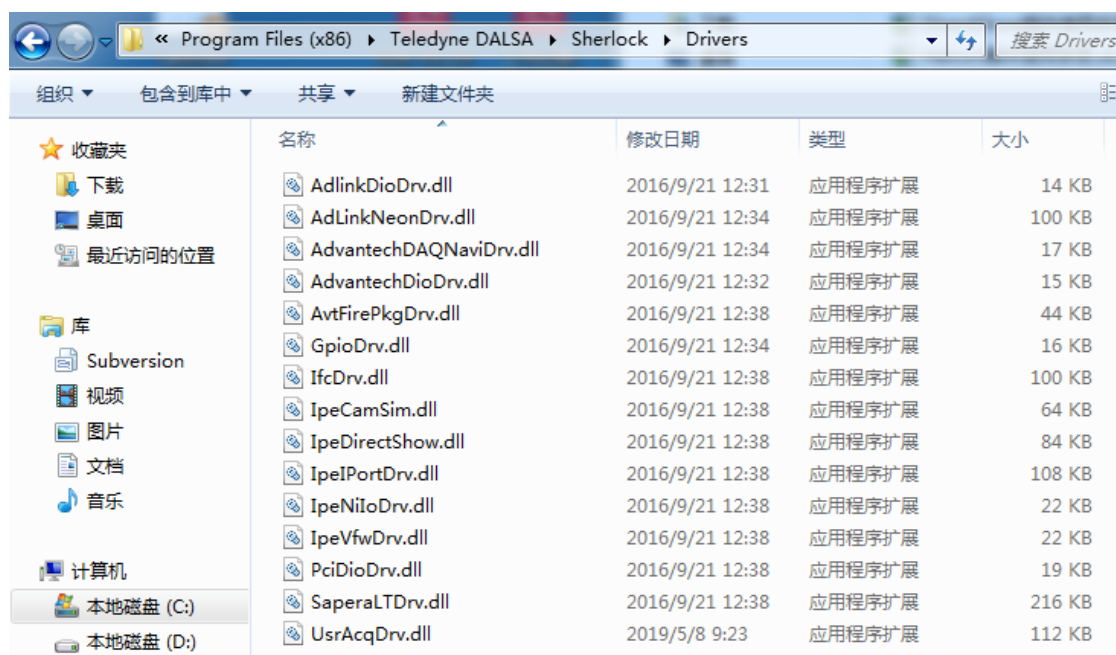 « Program Files (x86) ▸ Teledyne DALSA ▸ Sherlock ▸ Drivers
搜索 Drivers
组织 包含到库中 共享 新建文件夹
收藏夹
下载
桌面
最近访问的位置
库
Subversion
视频
图片
文档
音乐
计算机
本地磁盘 (C:)
本地磁盘 (D:)
名称 修改日期 类型 大小
AdlinkDioDrv.dll 2016/9/21 12:31 应用程序扩展 14 KB
AdLinkNeonDrv.dll 2016/9/21 12:34 应用程序扩展 100 KB
AdvantechDAQNaviDrv.dll 2016/9/21 12:34 应用程序扩展 17 KB
AdvantechDioDrv.dll 2016/9/21 12:32 应用程序扩展 15 KB
AvtFirePkgDrv.dll 2016/9/21 12:38 应用程序扩展 44 KB
GpioDrv.dll 2016/9/21 12:34 应用程序扩展 16 KB
IfcDrv.dll 2016/9/21 12:38 应用程序扩展 100 KB
IpeCamSim.dll 2016/9/21 12:38 应用程序扩展 64 KB
IpeDirectShow.dll 2016/9/21 12:38 应用程序扩展 84 KB
IpeIPortDrv.dll 2016/9/21 12:38 应用程序扩展 108 KB
IpeNiIoDrv.dll 2016/9/21 12:38 应用程序扩展 22 KB
IpeVfwDrv.dll 2016/9/21 12:38 应用程序扩展 22 KB
PciDioDrv.dll 2016/9/21 12:38 应用程序扩展 19 KB
SaperaLTDrv.dll 2016/9/21 12:38 应用程序扩展 216 KB
UsrAcqDrv.dll 2019/5/8 9:23 应用程序扩展 112 KB